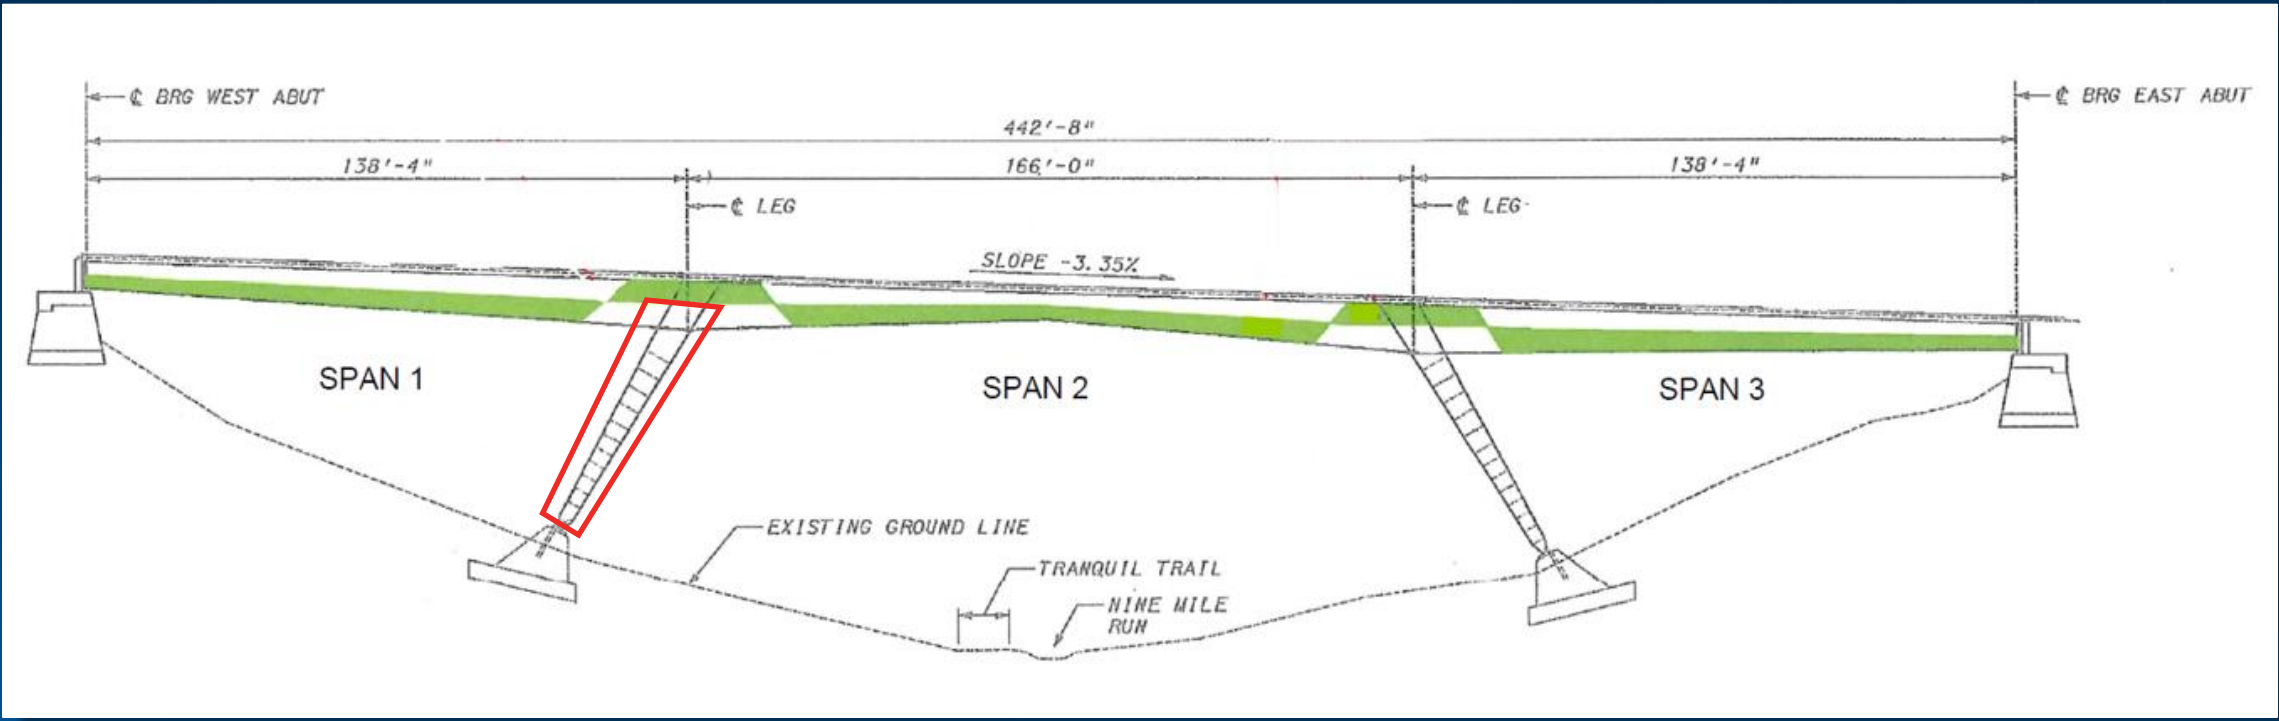 ℄ BRG WEST ABUT
℄ BRG EAST ABUT
442'-8"
138'-4"
166'-0"
138'-4"
℄ LEG
℄ LEG
SLOPE -3.35%
SPAN 1
SPAN 2
SPAN 3
EXISTING GROUND LINE
TRANQUIL TRAIL
NINE MILE
RUN